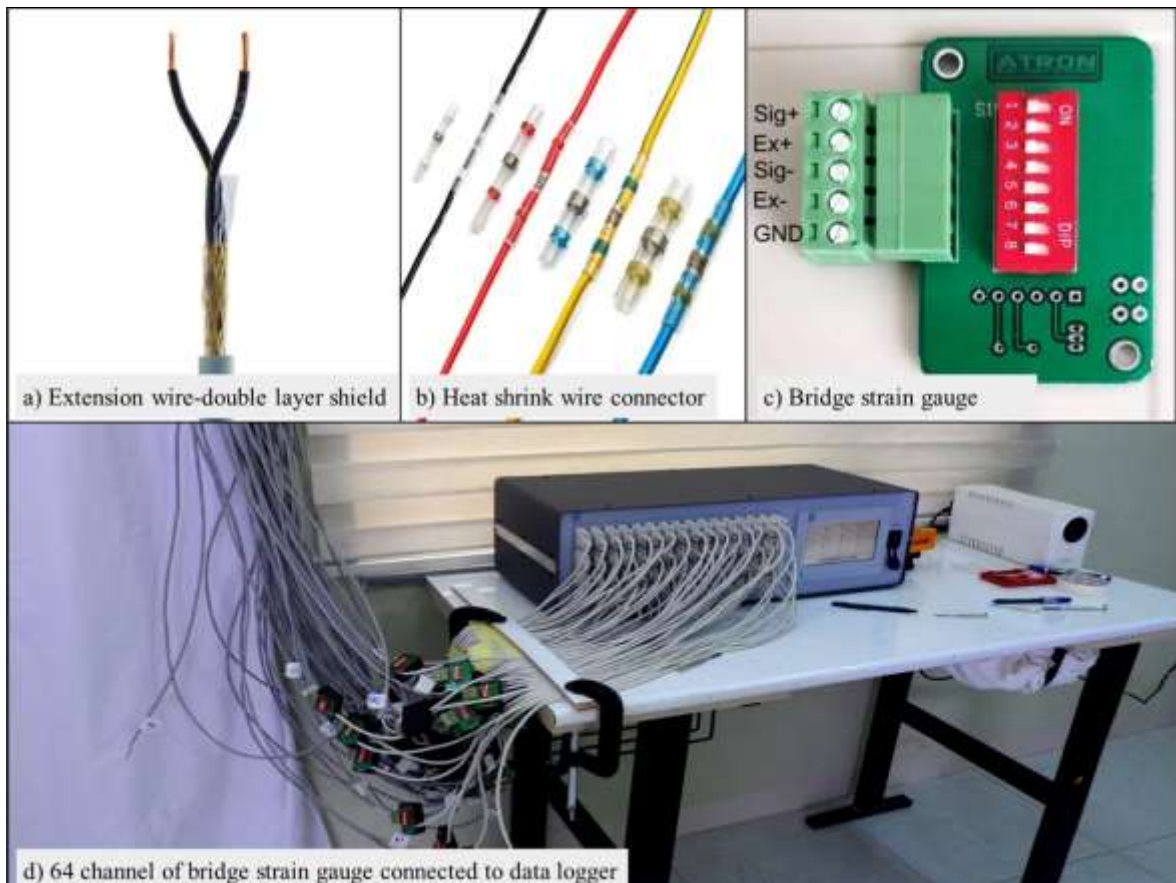 a) Extension wire-double layer shield
b) Heat shrink wire connector
ATRON
Sig+
Ex+
Sig-
Ex-
GND
1
2
3
4
5
6
7
8
ON
DIP
c) Bridge strain gauge
d) 64 channel of bridge strain gauge connected to data logger